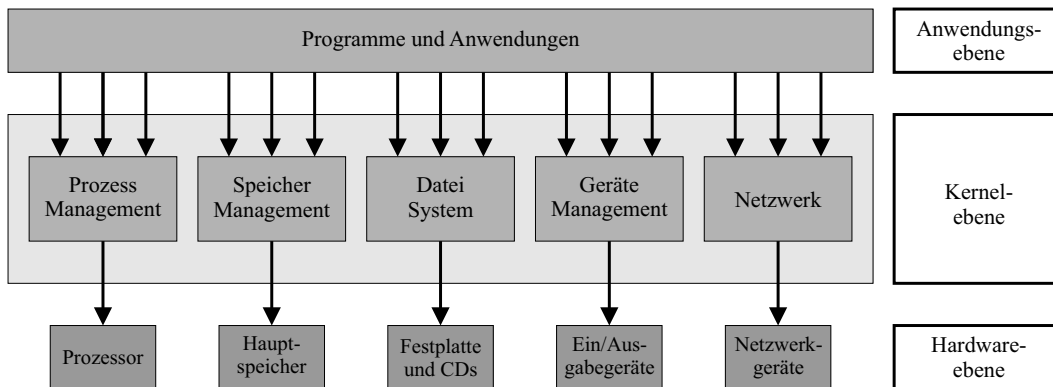 Programme und Anwendungen
Anwendungs-
ebene
Prozess
Management
Speicher
Management
Datei
System
Geräte
Management
Netzwerk
Kernel-
ebene
Prozessor
Haupt-
speicher
Festplatte
und CDs
Ein/Aus-
gabegeräte
Netzwerk-
geräte
Hardware-
ebene